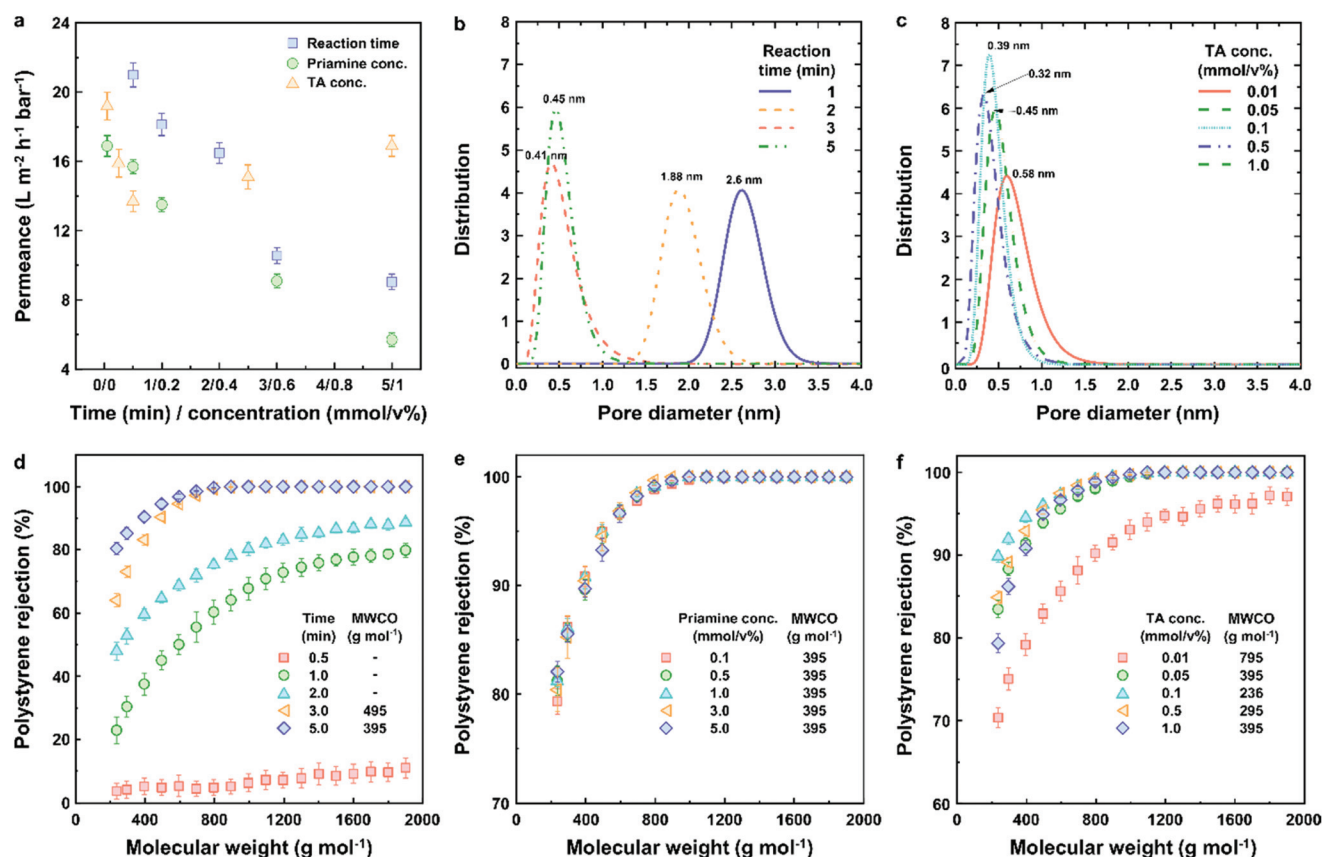 a
24
20
16
12
8
4
Permeance (L m⁻² h⁻¹ bar⁻¹)
Reaction time
Priamine conc.
TA conc.
0/0 1/0.2 2/0.4 3/0.6 4/0.8 5/1
Time (min) / concentration (mmol/v%)
b
8
7
6
5
4
3
2
1
0
Distribution
Reaction
time (min)
1
2
3
5
0.45 nm
0.41 nm
1.88 nm
2.6 nm
0.0 0.5 1.0 1.5 2.0 2.5 3.0 3.5 4.0
Pore diameter (nm)
c
8
7
6
5
4
3
2
1
0
Distribution
0.39 nm
0.32 nm
0.45 nm
0.58 nm
TA conc.
(mmol/v%)
0.01
0.05
0.1
0.5
1.0
0.0 0.5 1.0 1.5 2.0 2.5 3.0 3.5 4.0
Pore diameter (nm)
d
100
80
60
40
20
0
Polystyrene rejection (%)
Time MWCO
(min) (g mol⁻¹)
0.5 -
1.0 -
2.0 -
3.0 495
5.0 395
0 400 800 1200 1600 2000
Molecular weight (g mol⁻¹)
e
100
90
80
70
Polystyrene rejection (%)
Priamine conc. MWCO
(mmol/v%) (g mol⁻¹)
0.1 395
0.5 395
1.0 395
3.0 395
5.0 395
0 400 800 1200 1600 2000
Molecular weight (g mol⁻¹)
f
100
90
80
70
60
Polystyrene rejection (%)
TA conc. MWCO
(mmol/v%) (g mol⁻¹)
0.01 795
0.05 395
0.1 236
0.5 295
1.0 395
0 400 800 1200 1600 2000
Molecular weight (g mol⁻¹)